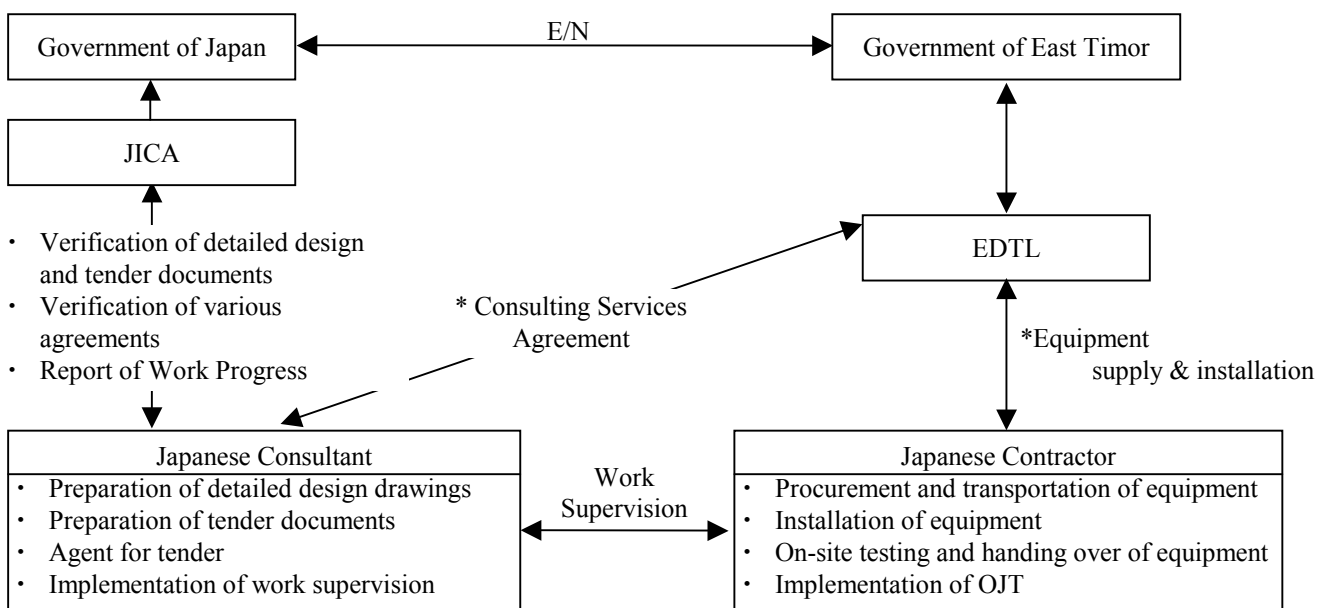 E/N
Government of Japan
Government of East Timor
JICA
・ Verification of detailed design
and tender documents
・ Verification of various
agreements
・ Report of Work Progress
EDTL
* Consulting Services
Agreement
*Equipment
supply & installation
Japanese Consultant
・ Preparation of detailed design drawings
・ Preparation of tender documents
・ Agent for tender
・ Implementation of work supervision
Work
Supervision
Japanese Contractor
・ Procurement and transportation of equipment
・ Installation of equipment
・ On-site testing and handing over of equipment
・ Implementation of OJT